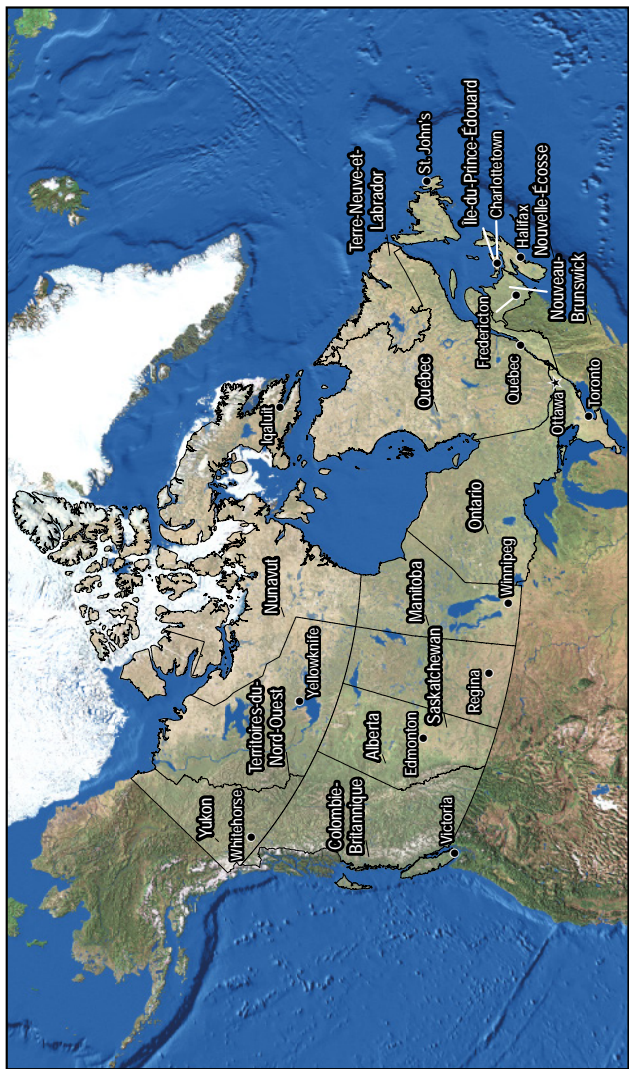 Yukon
Whitehorse
Territoires-du-
Nord-Ouest
Yellowknife
Nunavut
Iqaluit
Colombie-
Britannique
Victoria
Alberta
Edmonton
Saskatchewan
Regina
Manitoba
Winnipeg
Ontario
Toronto
Ottawa
Québec
Québec
Terre-Neuve-et-
Labrador
St. John's
Île-du-Prince-Édouard
Charlottetown
Halifax
Nouvelle-Écosse
Fredericton
Nouveau-
Brunswick